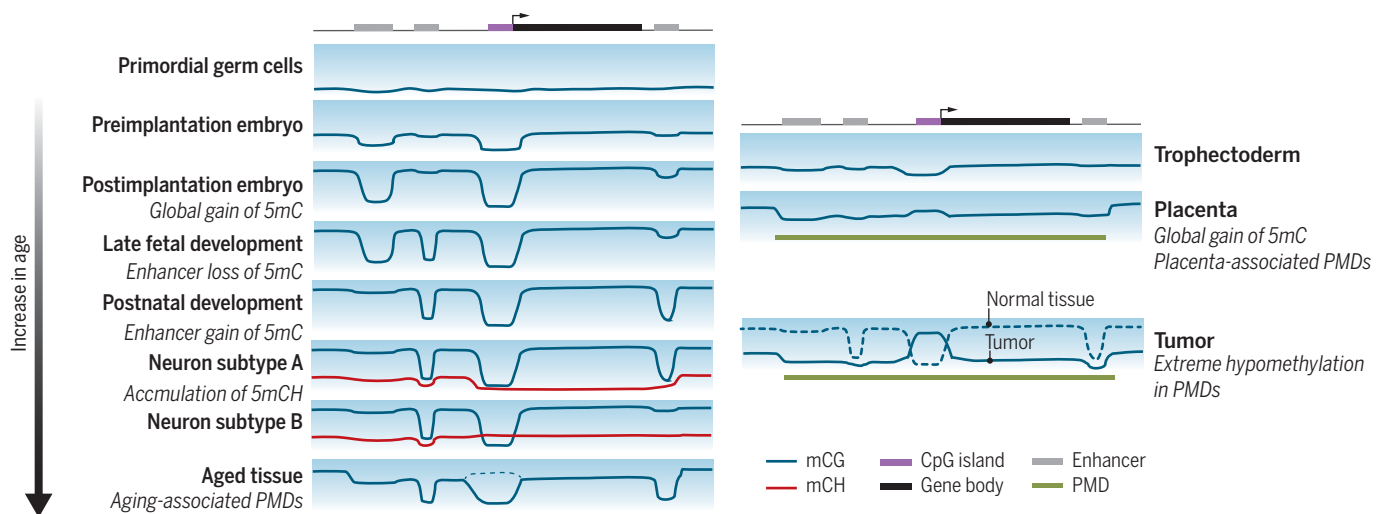 Increase in age
Primordial germ cells
Preimplantation embryo
Postimplantation embryo
Global gain of 5mC
Late fetal development
Enhancer loss of 5mC
Postnatal development
Enhancer gain of 5mC
Neuron subtype A
Accmulation of 5mCH
Neuron subtype B
Aged tissue
Aging-associated PMDs
Trophectoderm
Placenta
Global gain of 5mC
Placenta-associated PMDs
Normal tissue
Tumor
Tumor
Extreme hypomethylation
in PMDs
mCG
CpG island
Enhancer
mCH
Gene body
PMD